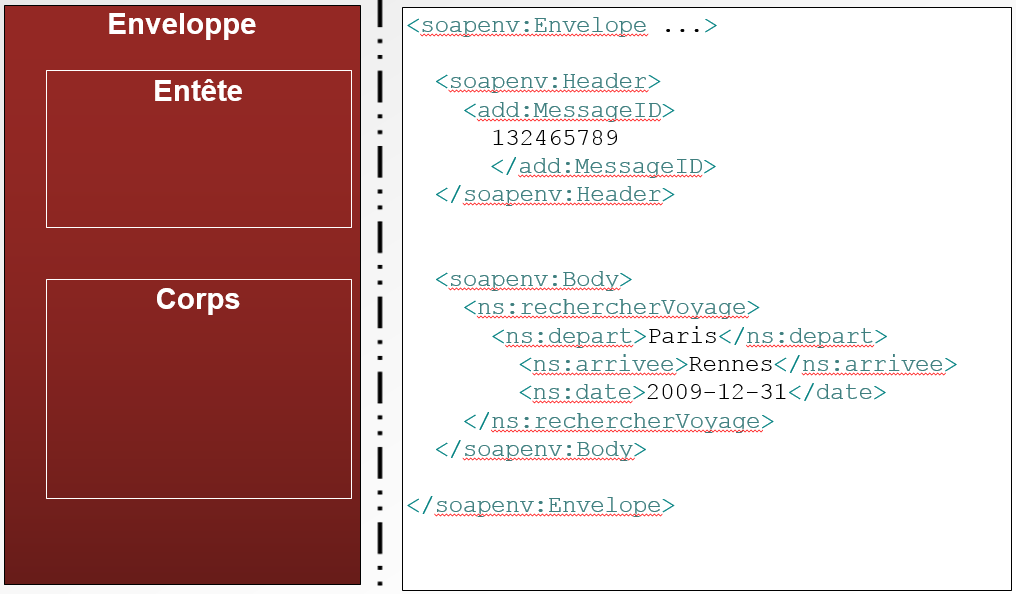 Enveloppe
Entête
Corps
<soapenv:Envelope ...>
<soapenv:Header>
<add:MessageID>
132465789
</add:MessageID>
</soapenv:Header>
<soapenv:Body>
<ns:rechercherVoyage>
<ns:depart>Paris</ns:depart>
<ns:arrivee>Rennes</ns:arrivee>
<ns:date>2009-12-31</date>
</ns:rechercherVoyage>
</soapenv:Body>
</soapenv:Envelope>